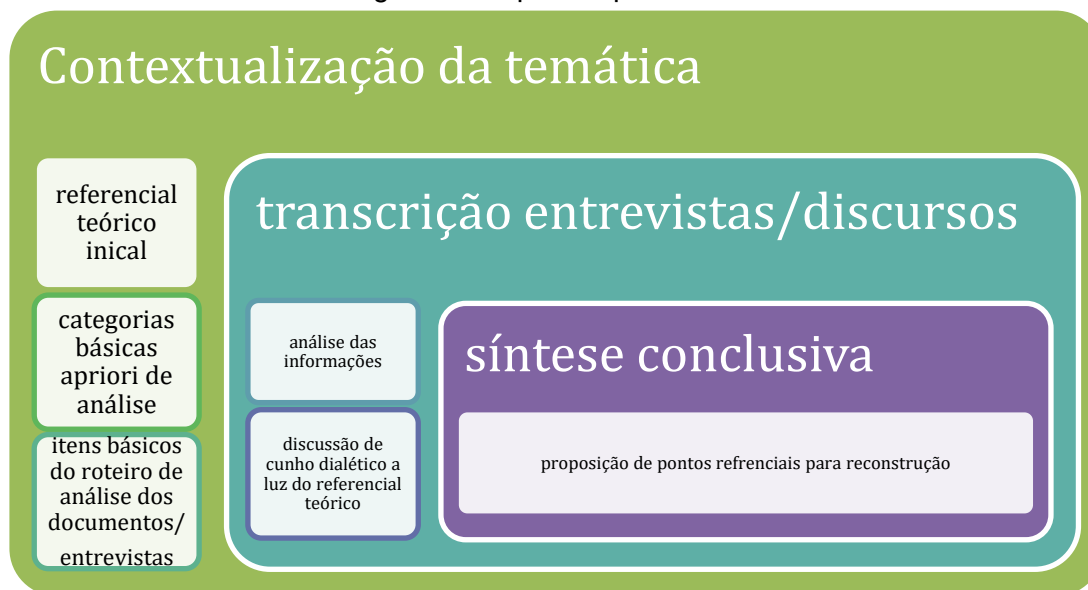 Contextualização da temática
referencial
teórico
inical
categorias
básicas
apriori de
análise
itens básicos
do roteiro de
análise dos
documentos/
entrevistas
transcrição entrevistas/discursos
análise das
informações
discussão de
cunho dialético a
luz do referencial
teórico
síntese conclusiva
proposição de pontos refrenciais para reconstrução